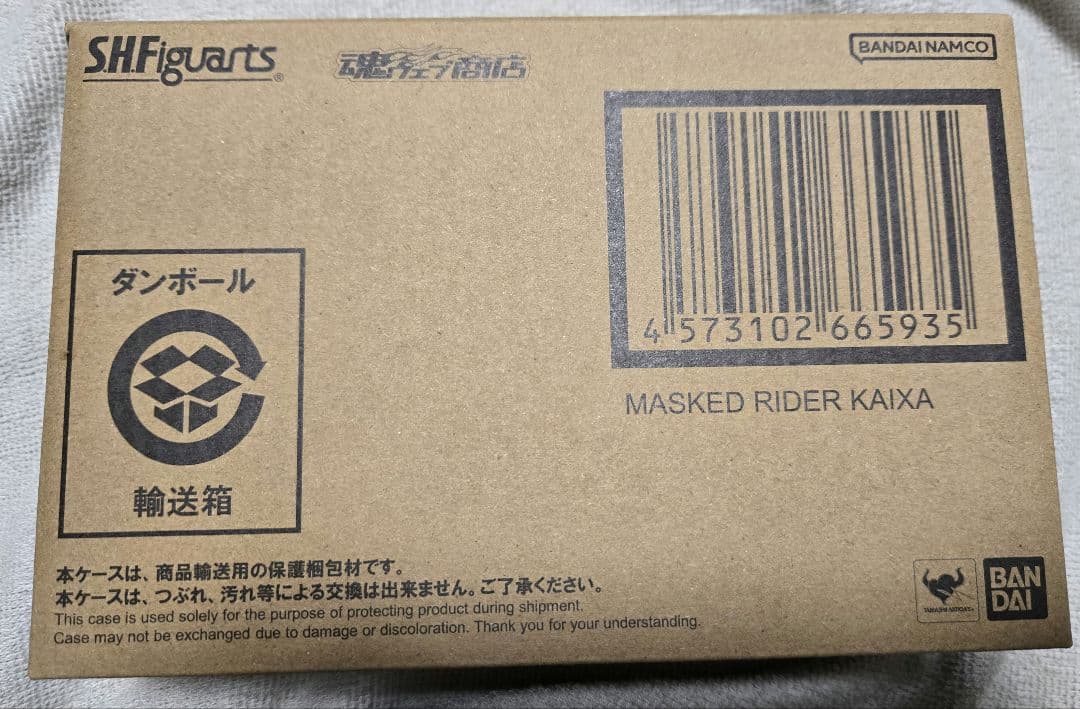 S.H.Figuarts®
魂ウェブ商店
BANDAI NAMCO
4 573102 665935
MASKED RIDER KAIXA
ダンボール
輸送箱
本ケースは、商品輸送用の保護梱包材です。
本ケースは、つぶれ、汚れ等による交換は出来ません。ご了承ください。
This case is used solely for the purpose of protecting product during shipment.
Case may not be exchanged due to damage or discoloration. Thank you for your understanding.
TAMASHII NATIONS
BAN
DAI